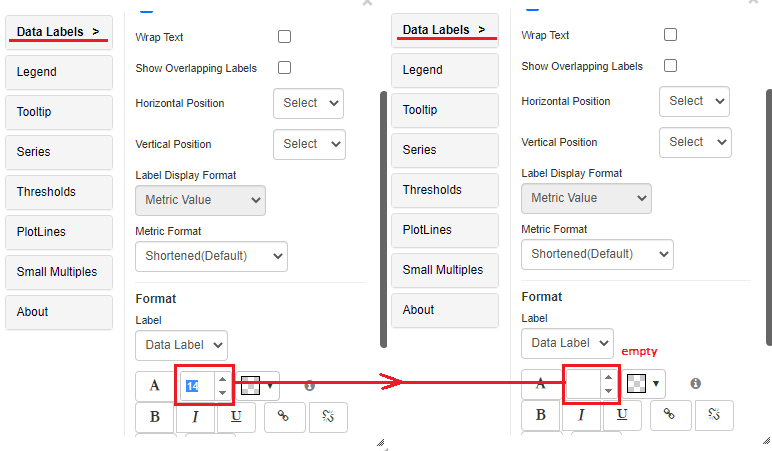 Data Labels >
Legend
Tooltip
Series
Thresholds
PlotLines
Small Multiples
About
Wrap Text
Show Overlapping Labels
Horizontal Position Select
Vertical Position Select
Label Display Format
Metric Value
Metric Format
Shortened(Default)
Format
Label
Data Label
A 14
B I U
Data Labels >
Legend
Tooltip
Series
Thresholds
PlotLines
Small Multiples
About
Wrap Text
Show Overlapping Labels
Horizontal Position Select
Vertical Position Select
Label Display Format
Metric Value
Metric Format
Shortened(Default)
Format
Label
Data Label
empty
A
B I U